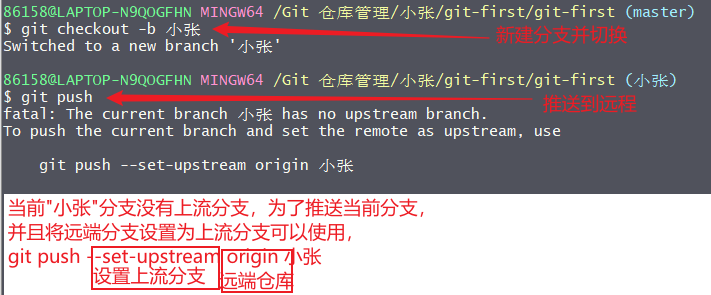 86158@LAPTOP-N9QOGFHN MINGW64 /Git 仓库管理/小张/git-first/git-first (master)
$ git checkout -b 小张
新建分支并切换
Switched to a new branch '小张'
86158@LAPTOP-N9QOGFHN MINGW64 /Git 仓库管理/小张/git-first/git-first (小张)
$ git push
推送到远程
fatal: The current branch 小张 has no upstream branch.
To push the current branch and set the remote as upstream, use
git push --set-upstream origin 小张
当前"小张"分支没有上流分支，为了推送当前分支，
并且将远端分支设置为上流分支可以使用，
git push --set-upstream origin 小张
设置上流分支 远端仓库